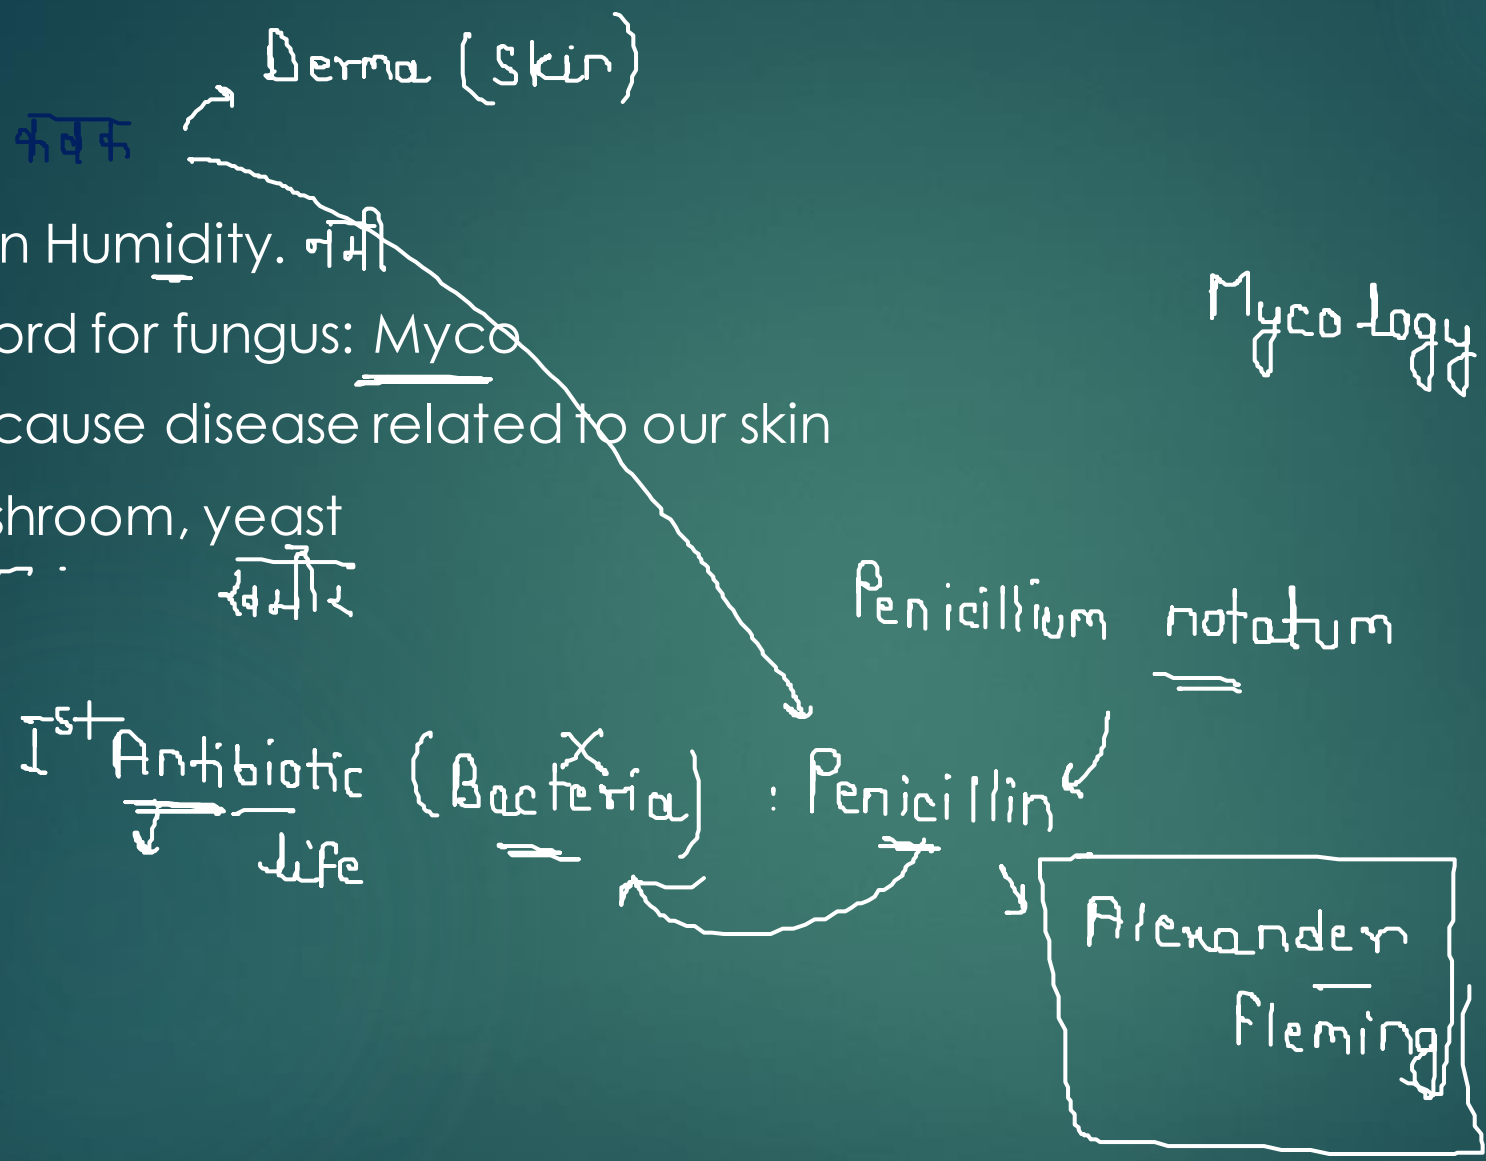 Derma (Skin)
कवक
n Humidity. नमी
Mycology
ord for fungus: Myco
cause disease related to our skin
shroom, yeast
खमीर
Penicillium notatum
Ist Antibiotic (Bacteria) : Penicillin
Life
Alexander
Fleming